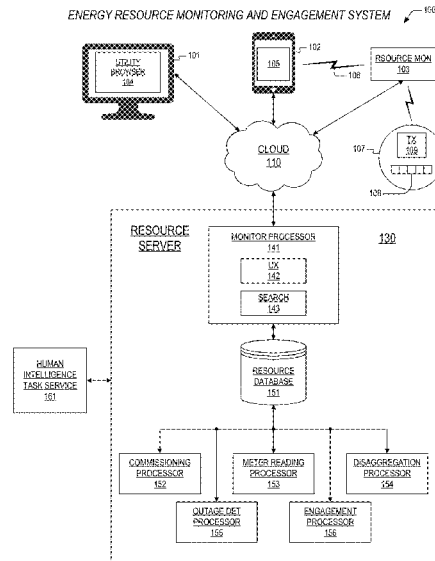 ENERGY RESOURCE MONITORING AND ENGAGEMENT SYSTEM
100
101
UTILITY
BROWSER
104
102
105
106
RSOURCE MON
103
107
TX
109
108
CLOUD
110
RESOURCE
SERVER
130
MONITOR PROCESSOR
141
UX
142
SEARCH
143
HUMAN
INTELLIGENCE
TASK SERVICE
161
RESOURCE
DATABASE
151
COMMISSIONING
PROCESSOR
152
METER READING
PROCESSOR
153
DISAGGREGATION
PROCESSOR
154
OUTAGE DET
PROCESSOR
155
ENGAGEMENT
PROCESSOR
156